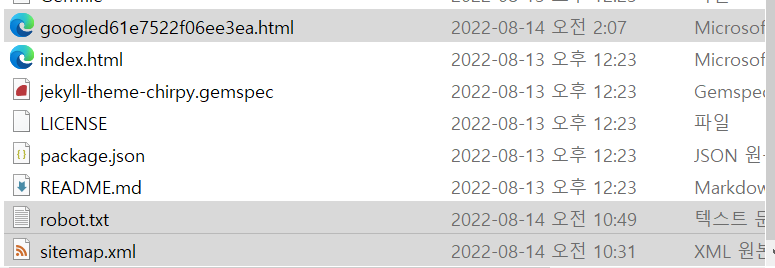 googled61e7522f06ee3ea.html 2022-08-14 오전 2:07 Microsof
index.html 2022-08-13 오후 12:23 Microsof
jekyll-theme-chirpy.gemspec 2022-08-13 오후 12:23 Gemspec
LICENSE 2022-08-13 오후 12:23 파일
package.json 2022-08-13 오후 12:23 JSON 원
README.md 2022-08-13 오후 12:23 Markdow
robot.txt 2022-08-14 오전 10:49 텍스트 문
sitemap.xml 2022-08-14 오전 10:31 XML 원본